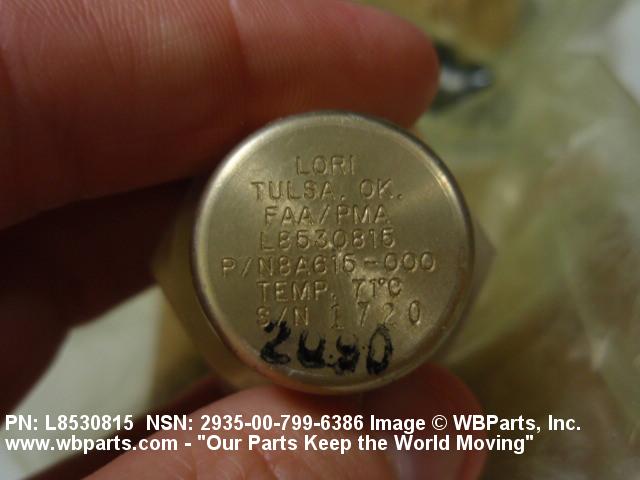 LORI
TULSA, OK.
FAA/PMA
L8530815
P/N8A615-000
TEMP. 71°C
S/N 1720
PN: L8530815 NSN: 2935-00-799-6386 Image © WBParts, Inc.
www.wbparts.com - "Our Parts Keep the World Moving"